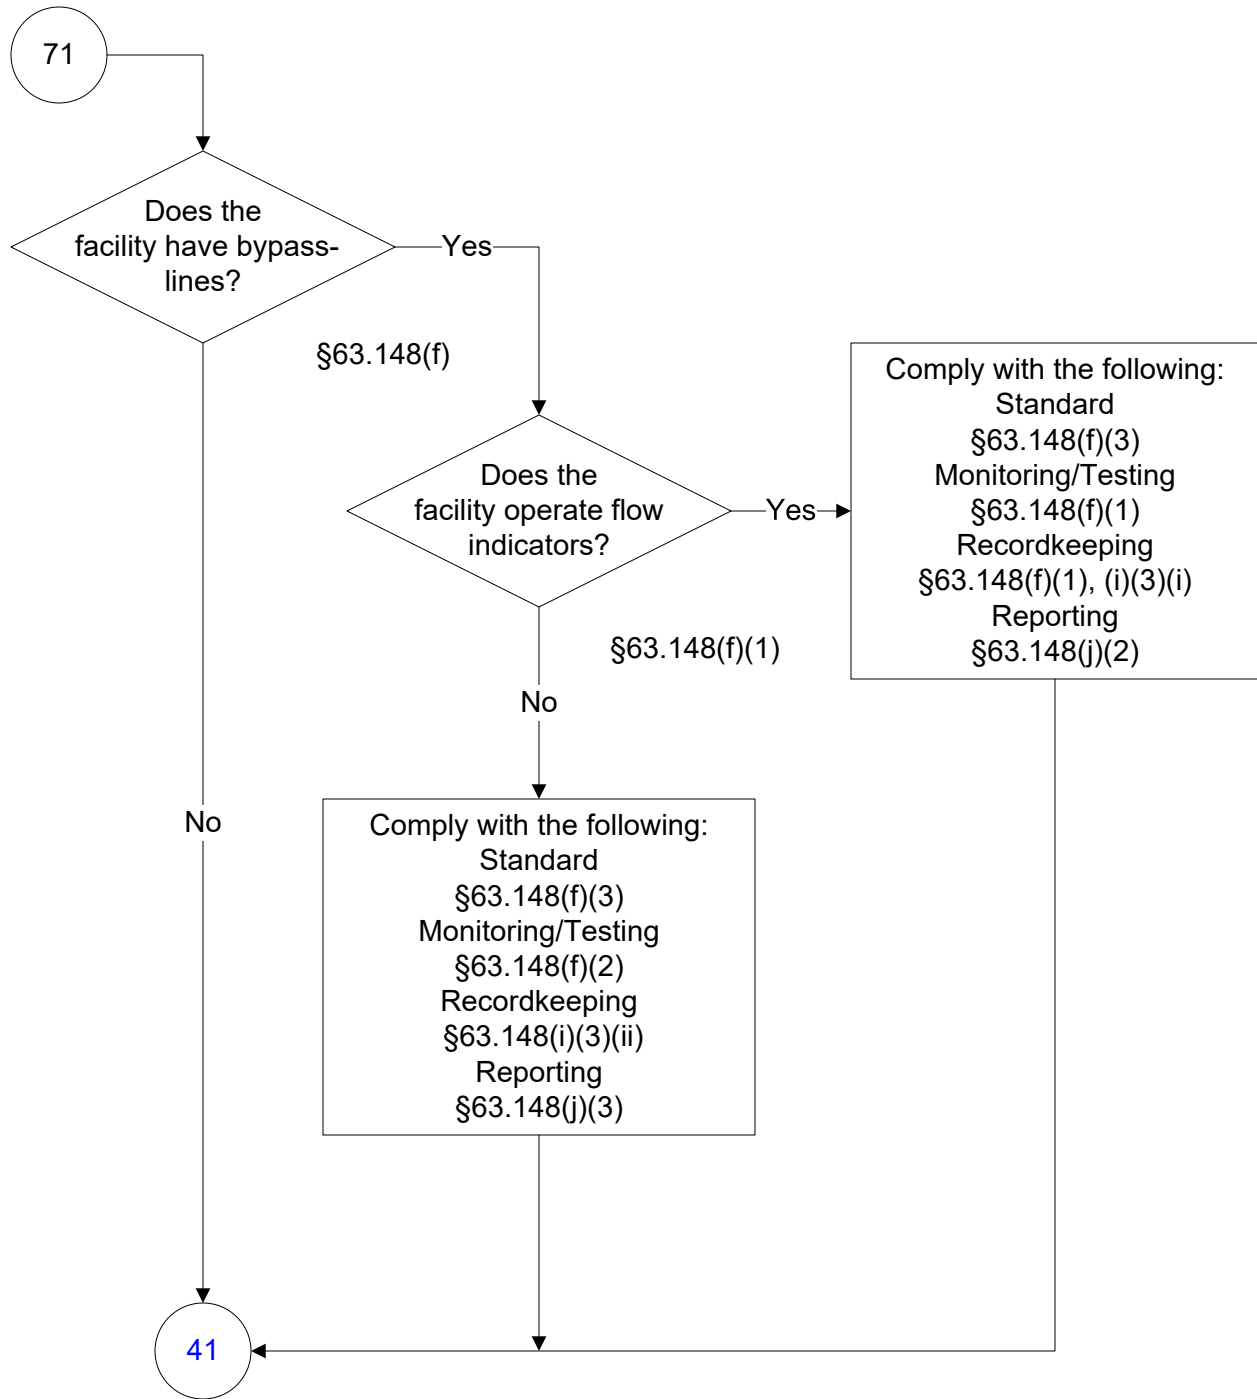 71
Does the
facility have bypass-
lines?
Yes
§63.148(f)
Does the
facility operate flow
indicators?
Yes
Comply with the following:
Standard
§63.148(f)(3)
Monitoring/Testing
§63.148(f)(1)
Recordkeeping
§63.148(f)(1), (i)(3)(i)
Reporting
§63.148(j)(2)
§63.148(f)(1)
No
No
Comply with the following:
Standard
§63.148(f)(3)
Monitoring/Testing
§63.148(f)(2)
Recordkeeping
§63.148(i)(3)(ii)
Reporting
§63.148(j)(3)
41